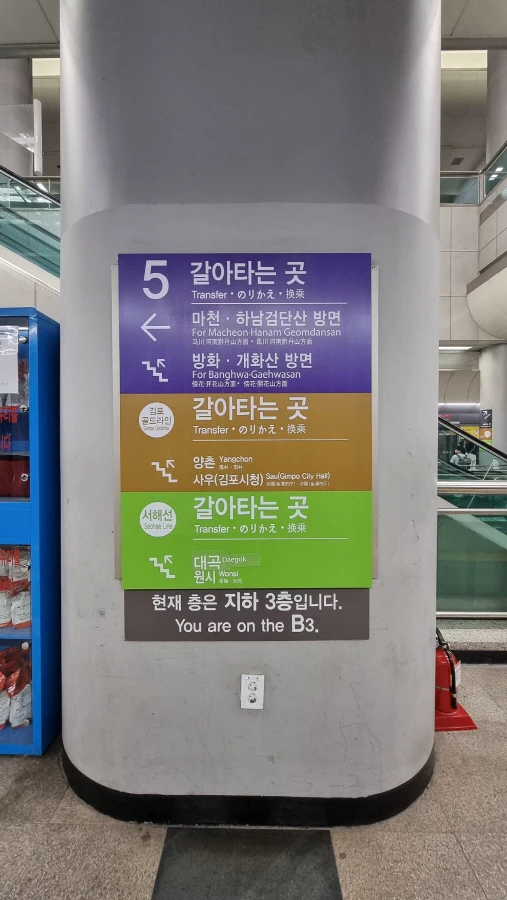 5 갈아타는 곳
Transfer・のりかえ・換乘
마천 · 하남검단산 방면
For Macheon·Hanam Geomdansan
방화 · 개화산 방면
For Banghwa·Gaehwasan
김포
골드라인
Gimpo Goldline
갈아타는 곳
Transfer・のりかえ・換乘
양촌 Yangchon
사우(김포시청) Sau(Gimpo City Hall)
서해선
Seohae Line
갈아타는 곳
Transfer・のりかえ・換乘
대곡 Daegok
원시 Wonsi
현재 층은 지하 3층입니다.
You are on the B3.